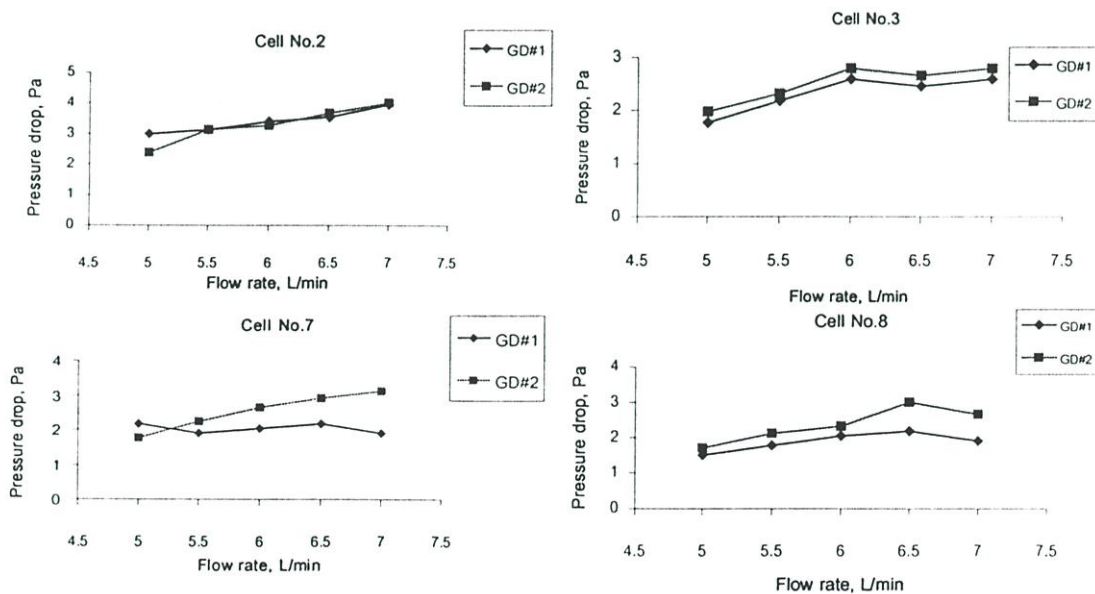 Cell No.2
GD#1
GD#2
Pressure drop, Pa
5
4
3
2
1
0
4.5 5 5.5 6 6.5 7 7.5
Flow rate, L/min
Cell No.3
GD#1
GD#2
Pressure drop, Pa
3
2
1
0
4.5 5 5.5 6 6.5 7 7.5
Flow rate, L/min
Cell No.7
GD#1
GD#2
Pressure drop, Pa
4
3
2
1
0
4.5 5 5.5 6 6.5 7 7.5
Flow rate, L/min
Cell No.8
GD#1
GD#2
Pressure drop, Pa
4
3
2
1
0
4.5 5 5.5 6 6.5 7 7.5
Flow rate, L/min